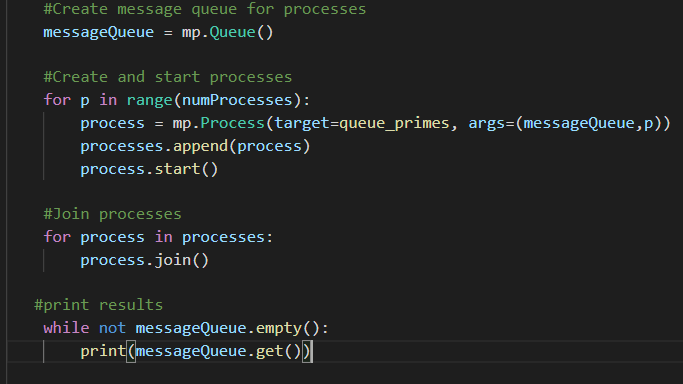 #Create message queue for processes
messageQueue = mp.Queue()
#Create and start processes
for p in range(numProcesses):
process = mp.Process(target=queue_primes, args=(messageQueue,p))
processes.append(process)
process.start()
#Join processes
for process in processes:
process.join()
#print results
while not messageQueue.empty():
print(messageQueue.get())